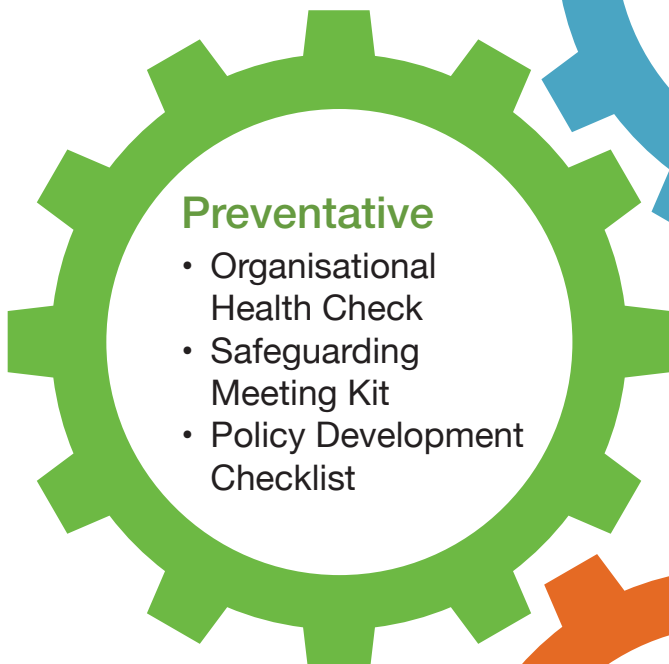 Preventative
• Organisational
Health Check
• Safeguarding
Meeting Kit
• Policy Development
Checklist